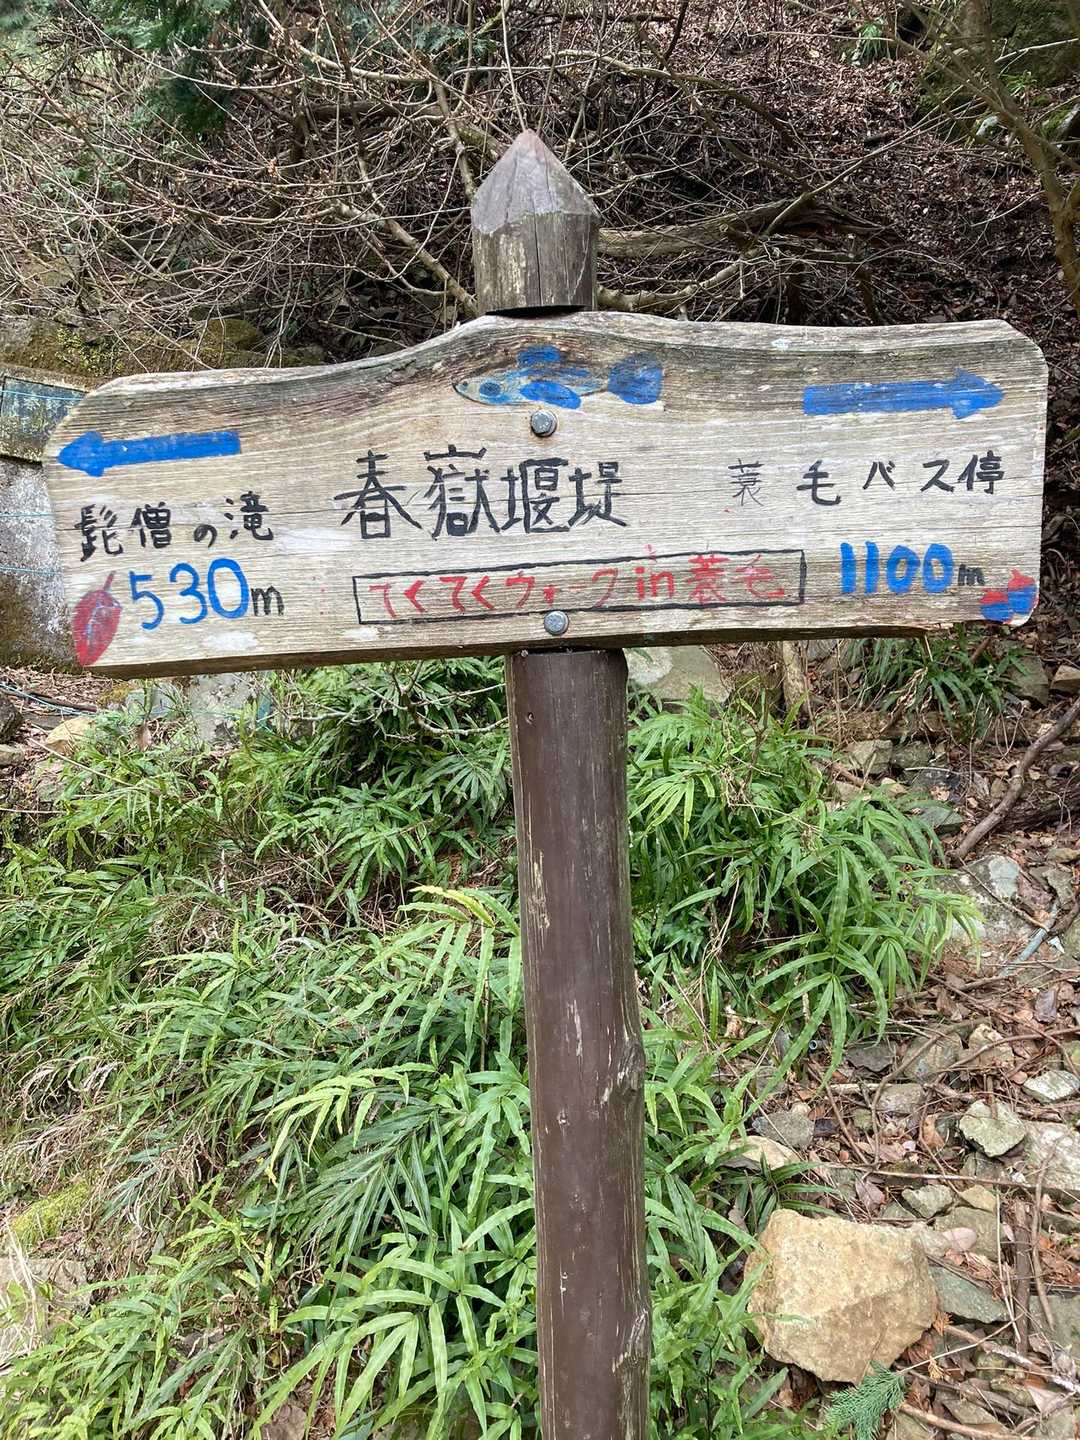 春嶽堰堤
髭僧の滝
530m
蓑毛バス停
1100m
てくてくウォークin蓑毛